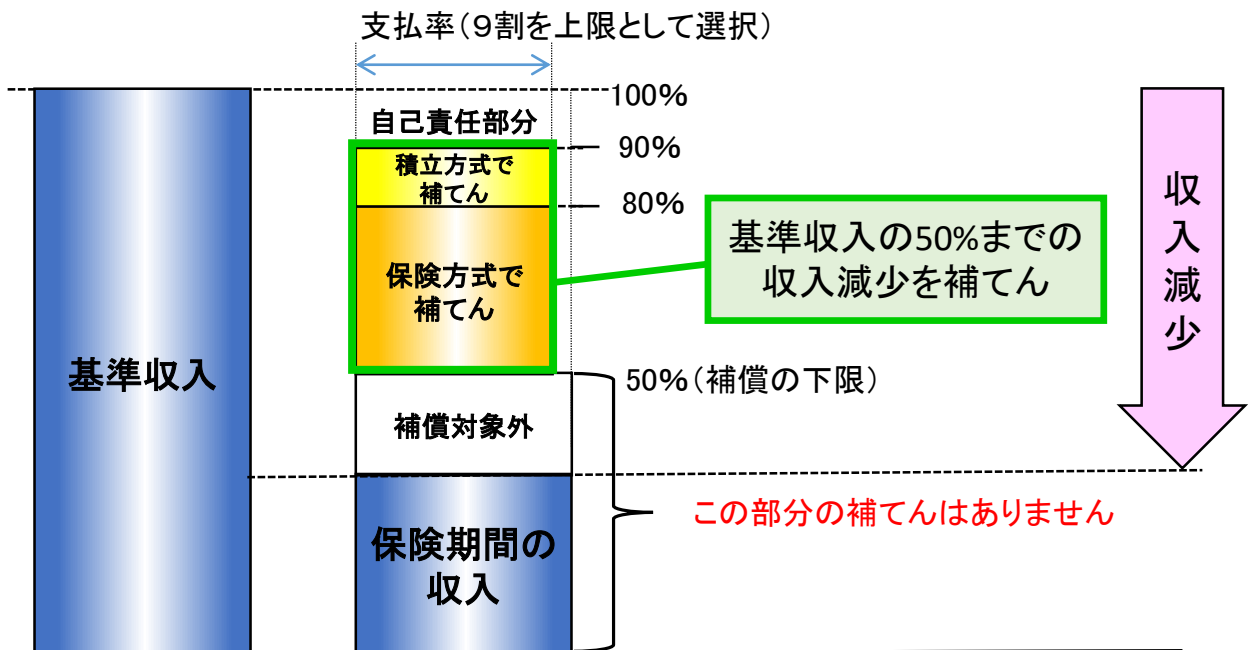 支払率（９割を上限として選択）
100%
自己責任部分
90%
積立方式で
補てん
80%
基準収入の50%までの
収入減少を補てん
収入減少
保険方式で
補てん
基準収入
50%（補償の下限）
補償対象外
この部分の補てんはありません
保険期間の
収入